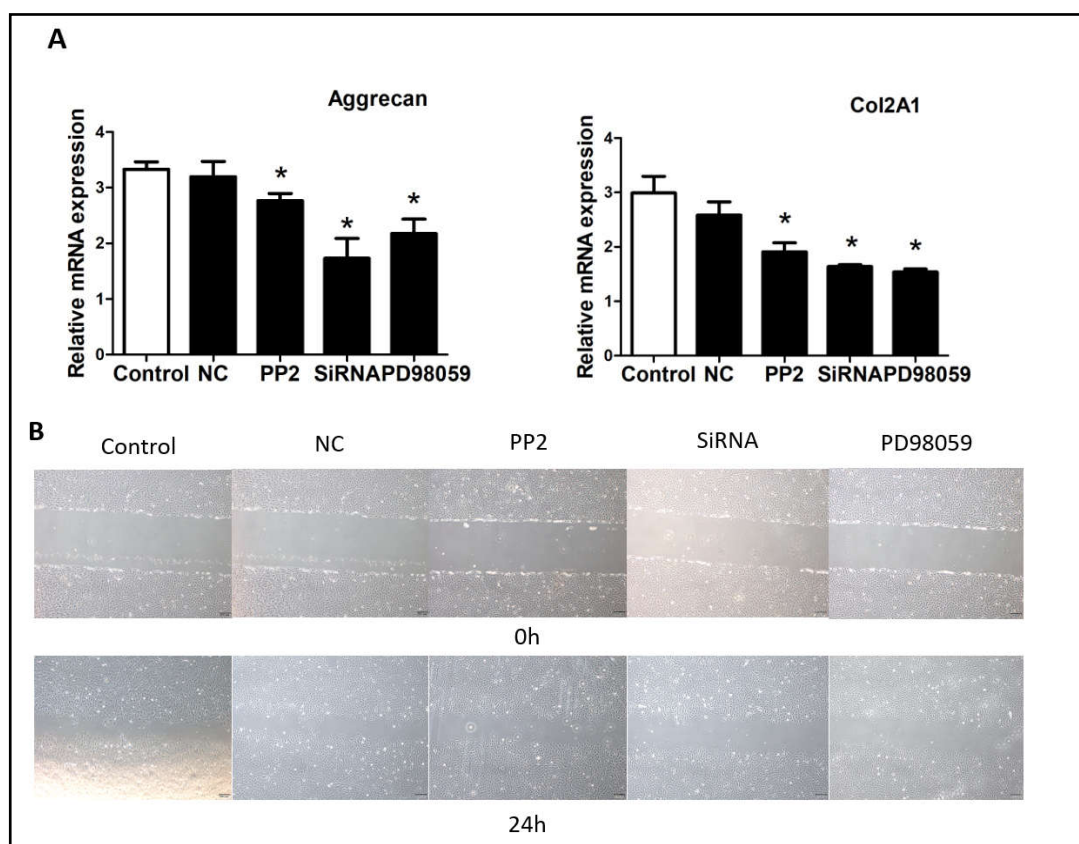 A
Aggrecan
Relative mRNA expression
4
3
2
1
0
* * *
Control NC PP2 SiRNAPD98059
Col2A1
Relative mRNA expression
4
3
2
1
0
* * *
Control NC PP2 SiRNAPD98059
B
Control NC PP2 SiRNA PD98059
0h
24h